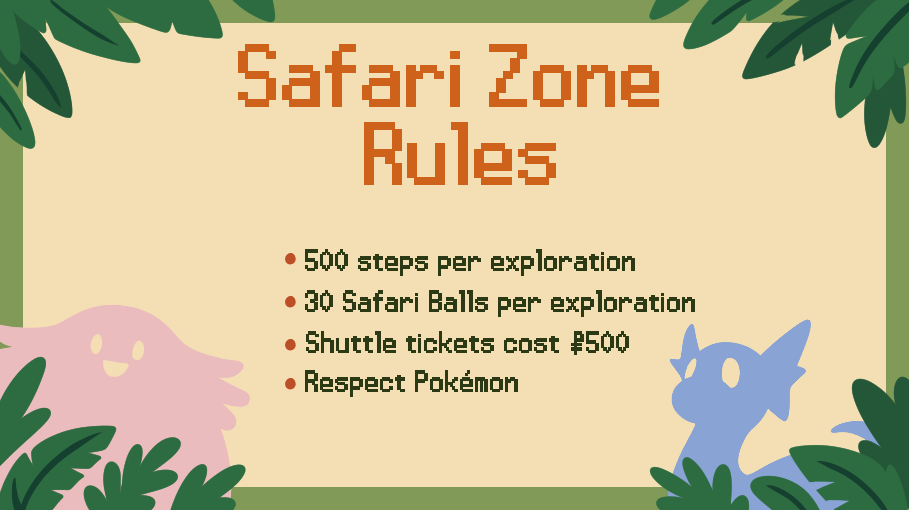 Safari Zone
Rules
• 500 steps per exploration
• 30 Safari Balls per exploration
• Shuttle tickets cost ₽500
• Respect Pokémon